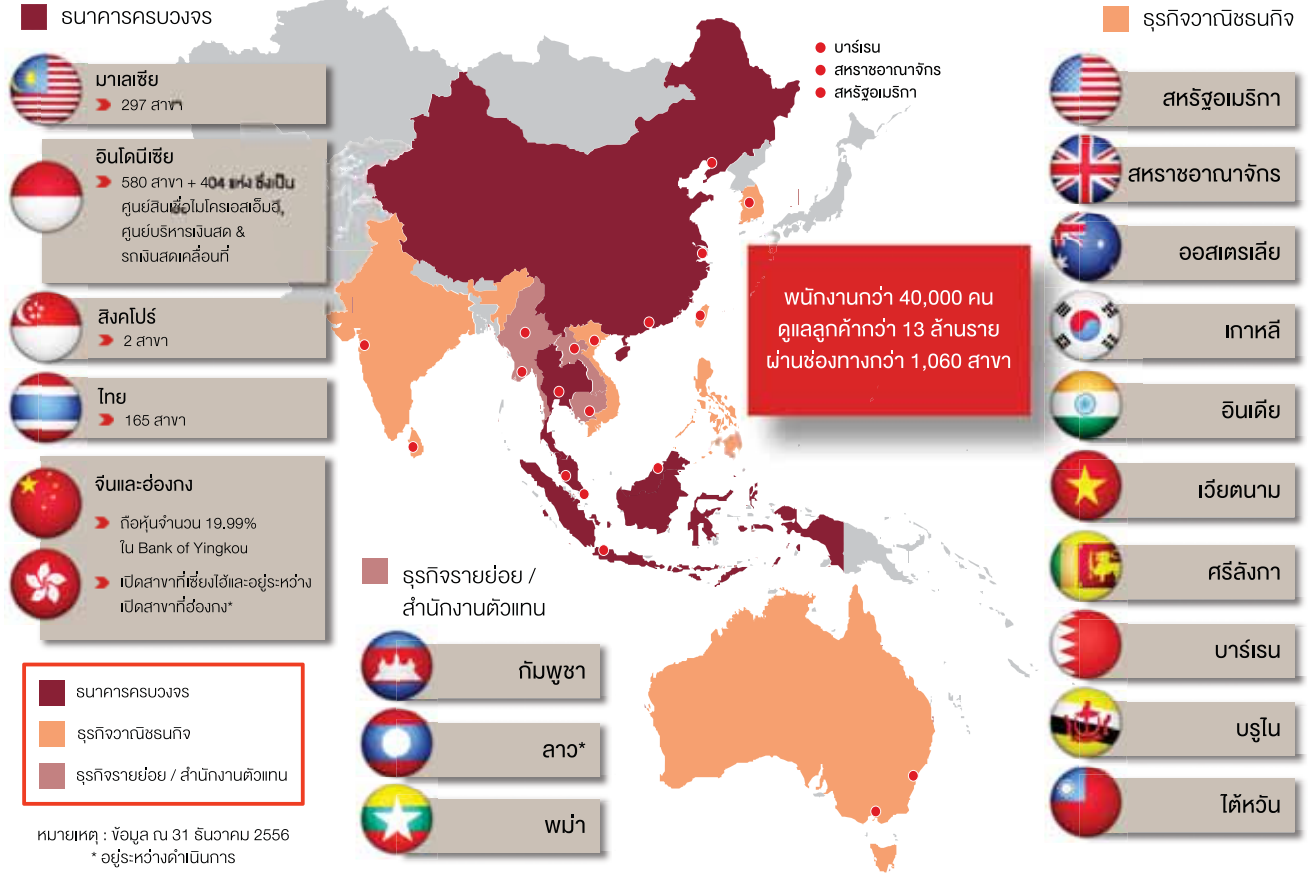 ธนาคารครบวงจร
มาเลเซีย
297 สาขา
อินโดนีเซีย
580 สาขา + 404 แห่ง ซึ่งเป็น
ศูนย์สินเชื่อไมโครเอสเอ็มอี,
ศูนย์บริหารเงินสด &
รถเงินสดเคลื่อนที่
สิงคโปร์
2 สาขา
ไทย
165 สาขา
จีนและฮ่องกง
ถือหุ้นจำนวน 19.99%
ใน Bank of Yingkou
เปิดสาขาที่เซี่ยงไฮ้และอยู่ระหว่าง
เปิดสาขาที่ฮ่องกง*
ธนาคารครบวงจร
ธุรกิจวาณิชธนกิจ
ธุรกิจรายย่อย / สำนักงานตัวแทน
หมายเหตุ : ข้อมูล ณ 31 ธันวาคม 2556
* อยู่ระหว่างดำเนินการ
บาร์เรน
สหราชอาณาจักร
สหรัฐอเมริกา
พนักงานกว่า 40,000 คน
ดูแลลูกค้ากว่า 13 ล้านราย
ผ่านช่องทางกว่า 1,060 สาขา
ธุรกิจรายย่อย /
สำนักงานตัวแทน
กัมพูชา
ลาว*
พม่า
ธุรกิจวาณิชธนกิจ
สหรัฐอเมริกา
สหราชอาณาจักร
ออสเตรเลีย
เกาหลี
อินเดีย
เวียตนาม
ศรีลังกา
บาร์เรน
บรูไน
ไต้หวัน